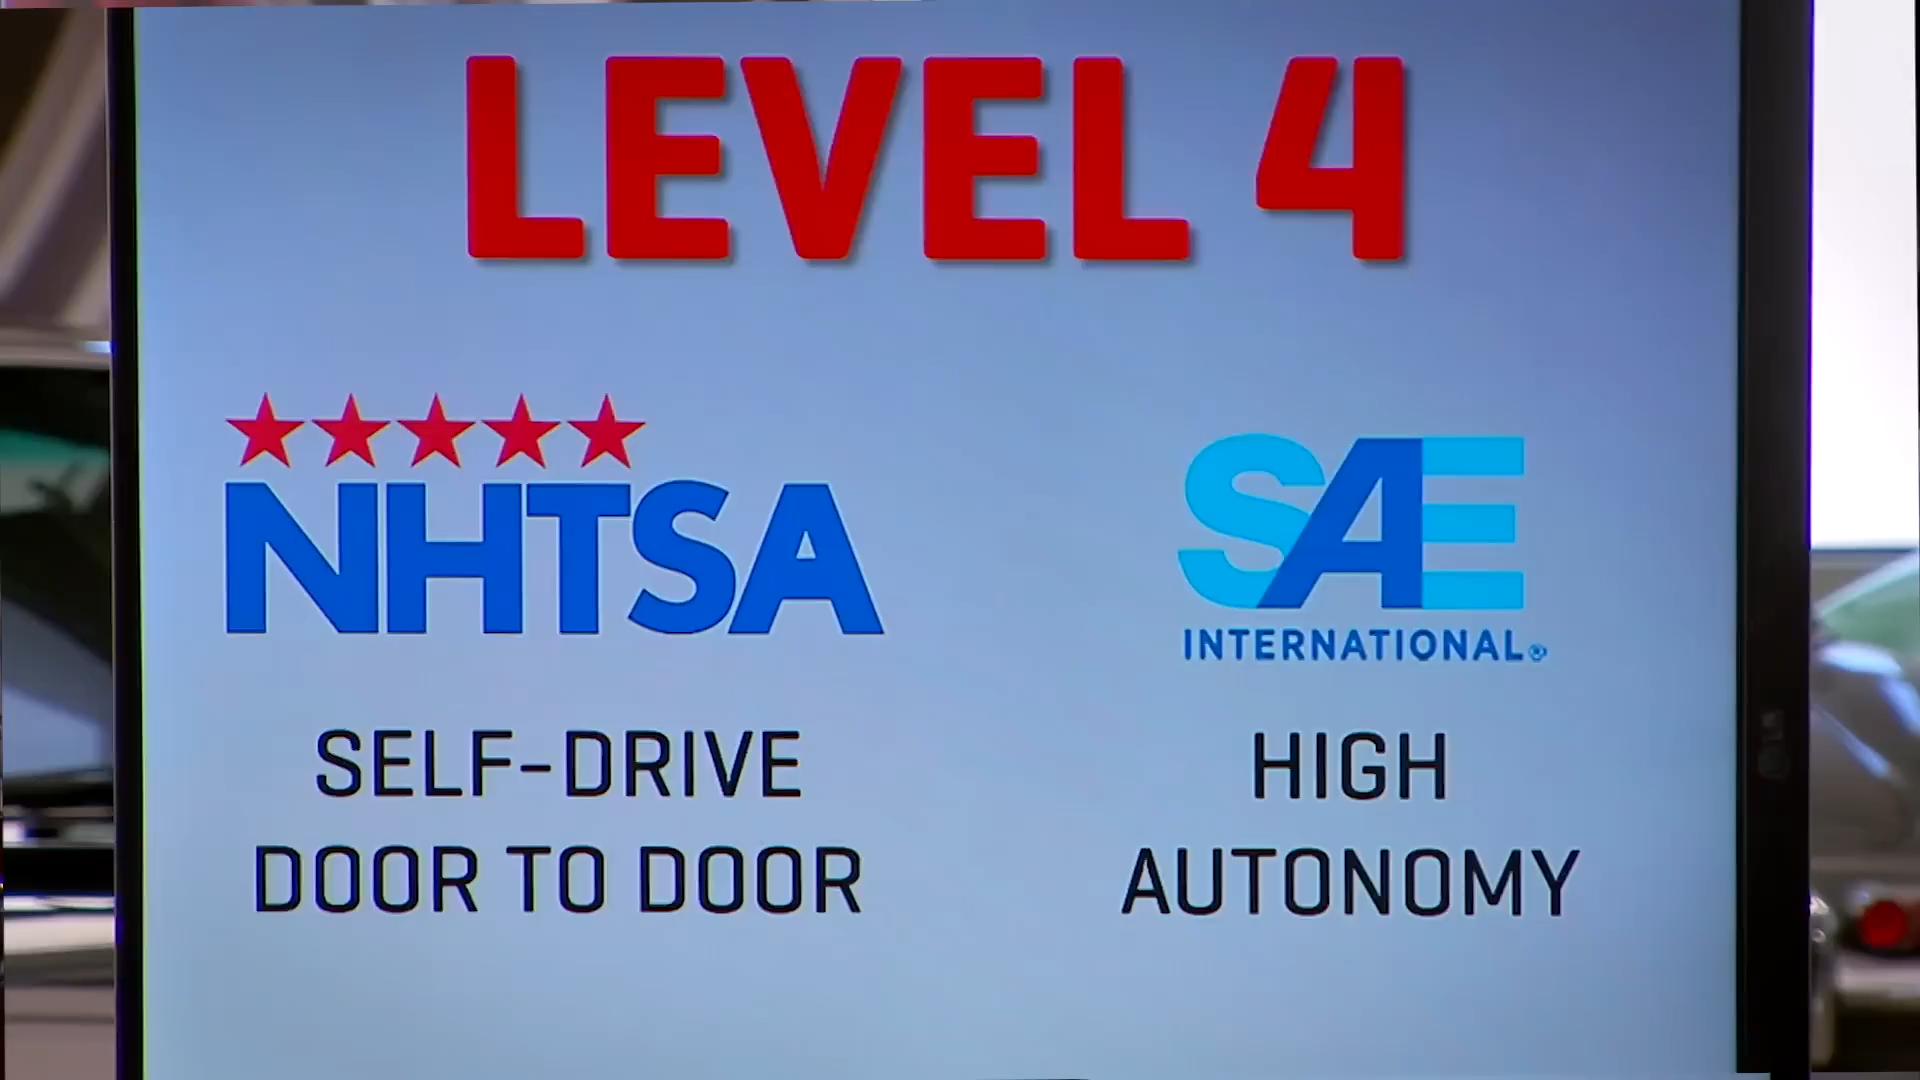 LEVEL 4
NHTSA
SAE
INTERNATIONAL®
SELF-DRIVE
DOOR TO DOOR
HIGH
AUTONOMY